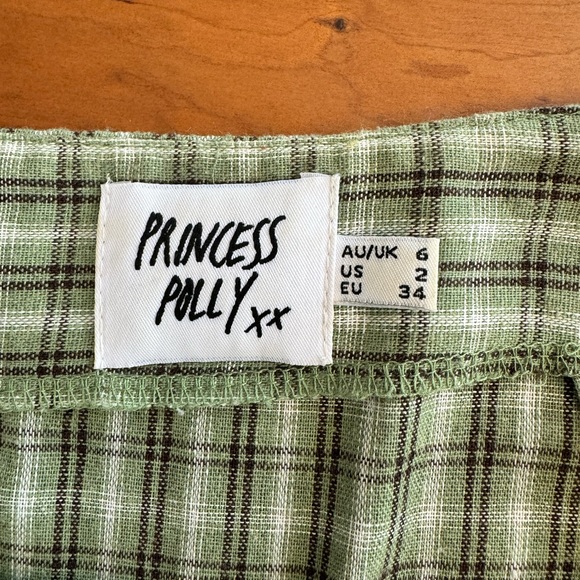 PRINCESS
POLLY xx
AU/UK 6
US 2
EU 34